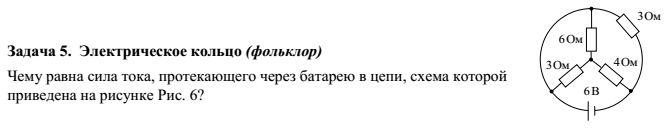 Задача 5. Электрическое кольцо (фольклор)
Чему равна сила тока, протекающего через батарею в цепи, схема которой
приведена на рисунке Рис. 6?
3Ом
6Ом
3Ом
4Ом
6В